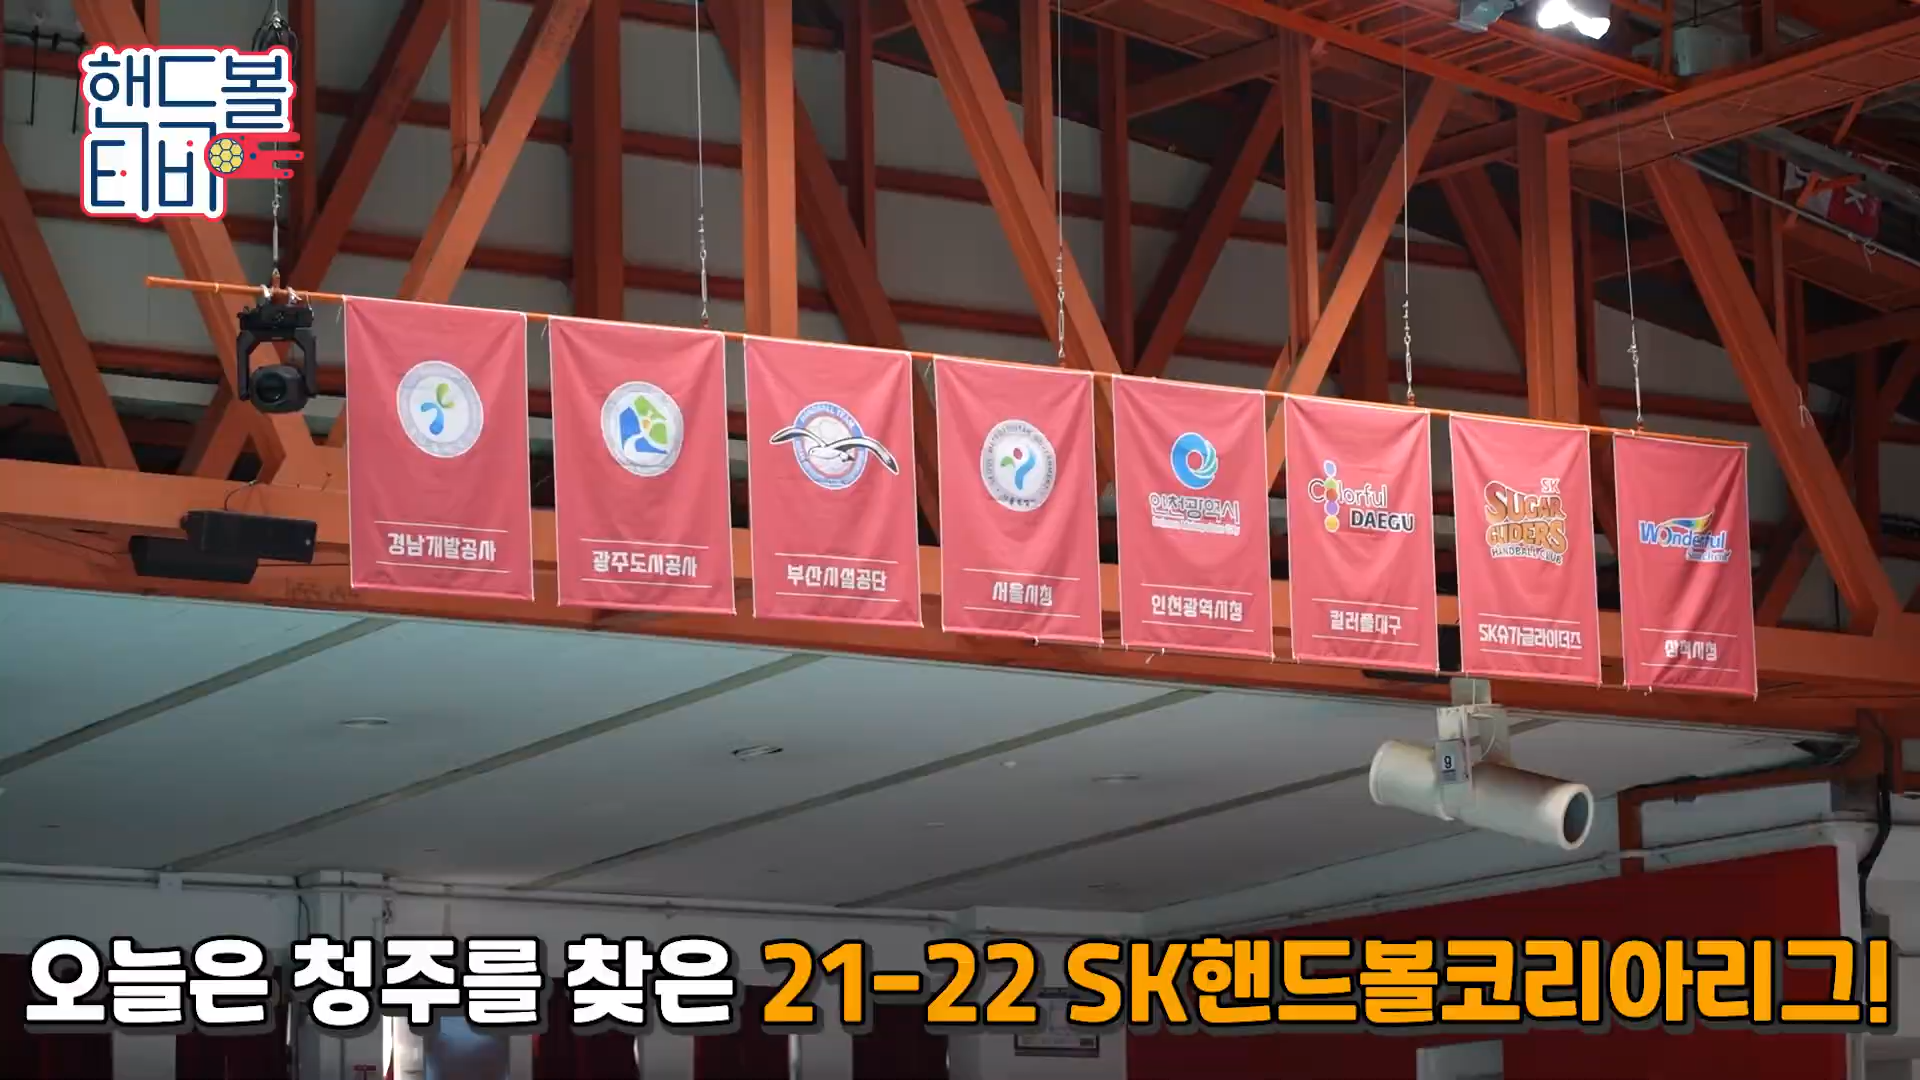 핸드볼
티비
경남개발공사
광주도시공사
HANDBALL TEAM
부산시설공단
서울시청
인천광역시
인천광역시청
Colorful
DAEGU
컬러풀대구
SK
SUGAR
GLIDERS
HANDBALL CLUB
SK슈가글라이더즈
Wonderful
삼척시청
9
오늘은 청주를 찾은 21-22 SK핸드볼코리아리그!